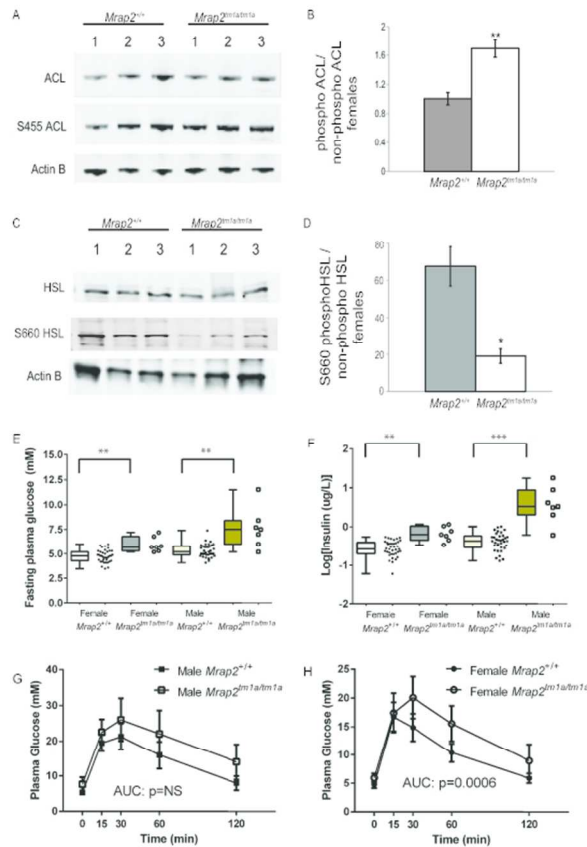 A
Mrap2+/+
Mrap2tm1a/tm1a
1 2 3 1 2 3
ACL
S455 ACL
Actin B
B
phospho ACL/
non-phospho ACL
females
2
1.6
1.2
0.8
0.4
0
**
Mrap2+/+ Mrap2tm1a/tm1a
C
Mrap2+/+
Mrap2tm1a/tm1a
1 2 3 1 2 3
HSL
S660 HSL
Actin B
D
S660 phosphoHSL /
non-phospho HSL
females
80
60
40
20
0
*
Mrap2+/+ Mrap2tm1a/tm1a
E
Fasting plasma glucose (mM)
15.0
12.5
10.0
7.5
5.0
2.5
0.0
** **
Female Female Male Male
Mrap2+/+ Mrap2tm1a/tm1a Mrap2+/+ Mrap2tm1a/tm1a
F
Log[Insulin (ug/L)]
2
1
-0
-1
-2
** ***
Female Female Male Male
Mrap2+/+ Mrap2tm1a/tm1a Mrap2+/+ Mrap2tm1a/tm1a
G
Male Mrap2+/+
Male Mrap2tm1a/tm1a
Plasma Glucose
(mM)
40
30
20
10
0
AUC: p=NS
0 15 30 60 120
Time (min)
H
Female Mrap2+/+
Female Mrap2tm1a/tm1a
Plasma Glucose
(mM)
25
20
15
10
5
0
AUC: p=0.0006
0 15 30 60 120
Time (min)